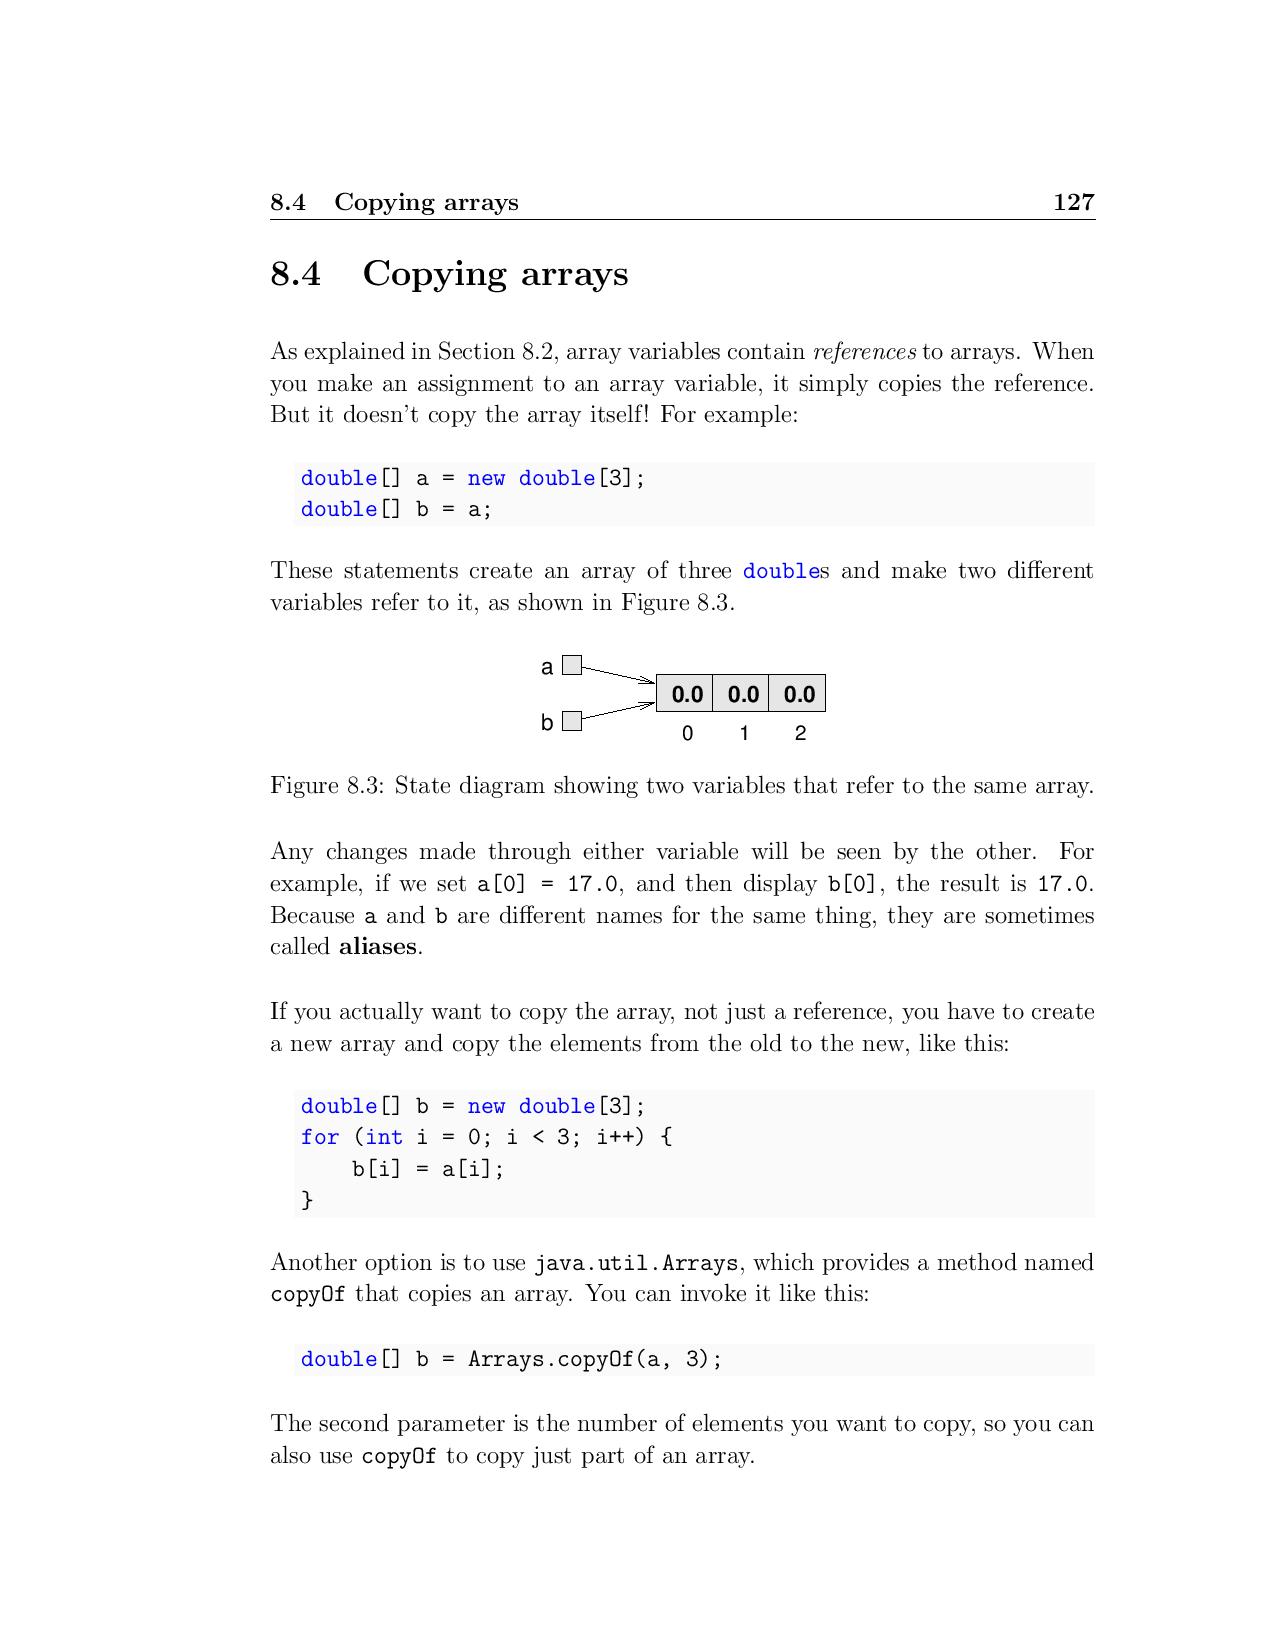 8.4 Copying arrays 127
8.4 Copying arrays
As explained in Section 8.2, array variables contain references to arrays. When
you make an assignment to an array variable, it simply copies the reference.
But it doesn't copy the array itself! For example:
double[] a = new double[3];
double[] b = a;
These statements create an array of three doubles and make two different
variables refer to it, as shown in Figure 8.3.
a
0.0 0.0 0.0
b
0 1 2
Figure 8.3: State diagram showing two variables that refer to the same array.
Any changes made through either variable will be seen by the other. For
example, if we set a[0] = 17.0, and then display b[0], the result is 17.0.
Because a and b are different names for the same thing, they are sometimes
called aliases.
If you actually want to copy the array, not just a reference, you have to create
a new array and copy the elements from the old to the new, like this:
double[] b = new double[3];
for (int i = 0; i < 3; i++) {
    b[i] = a[i];
}
Another option is to use java.util.Arrays, which provides a method named
copyOf that copies an array. You can invoke it like this:
double[] b = Arrays.copyOf(a, 3);
The second parameter is the number of elements you want to copy, so you can
also use copyOf to copy just part of an array.